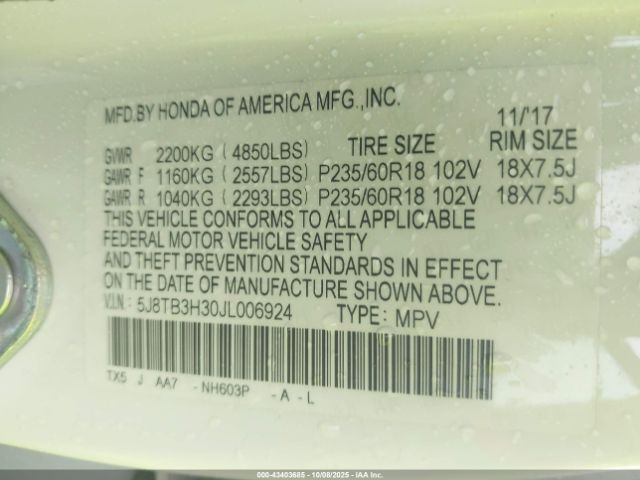 MFD.BY HONDA OF AMERICA MFG.,INC. 11/'17
GVWR 2200KG ( 4850LBS) TIRE SIZE RIM SIZE
GAWR F 1160KG ( 2557LBS) P235/60R18 102V 18X7.5J
GAWR R 1040KG ( 2293LBS) P235/60R18 102V 18X7.5J
THIS VEHICLE CONFORMS TO ALL APPLICABLE
FEDERAL MOTOR VEHICLE SAFETY
AND THEFT PREVENTION STANDARDS IN EFFECT
ON THE DATE OF MANUFACTURE SHOWN ABOVE.
V.I.N: 5J8TB3H30JL006924 TYPE: MPV
TX5 J AA7 - NH603P - A - L
000-43403685 - 10/08/2025 - IAAI